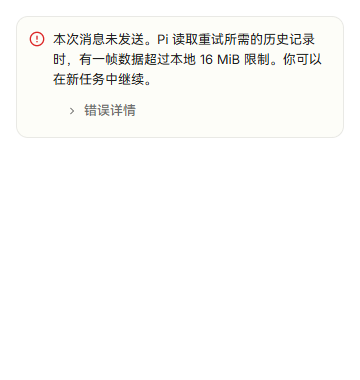 本次消息未发送。Pi 读取重试所需的历史记录
时，有一帧数据超过本地 16 MiB 限制。你可以
在新任务中继续。
错误详情